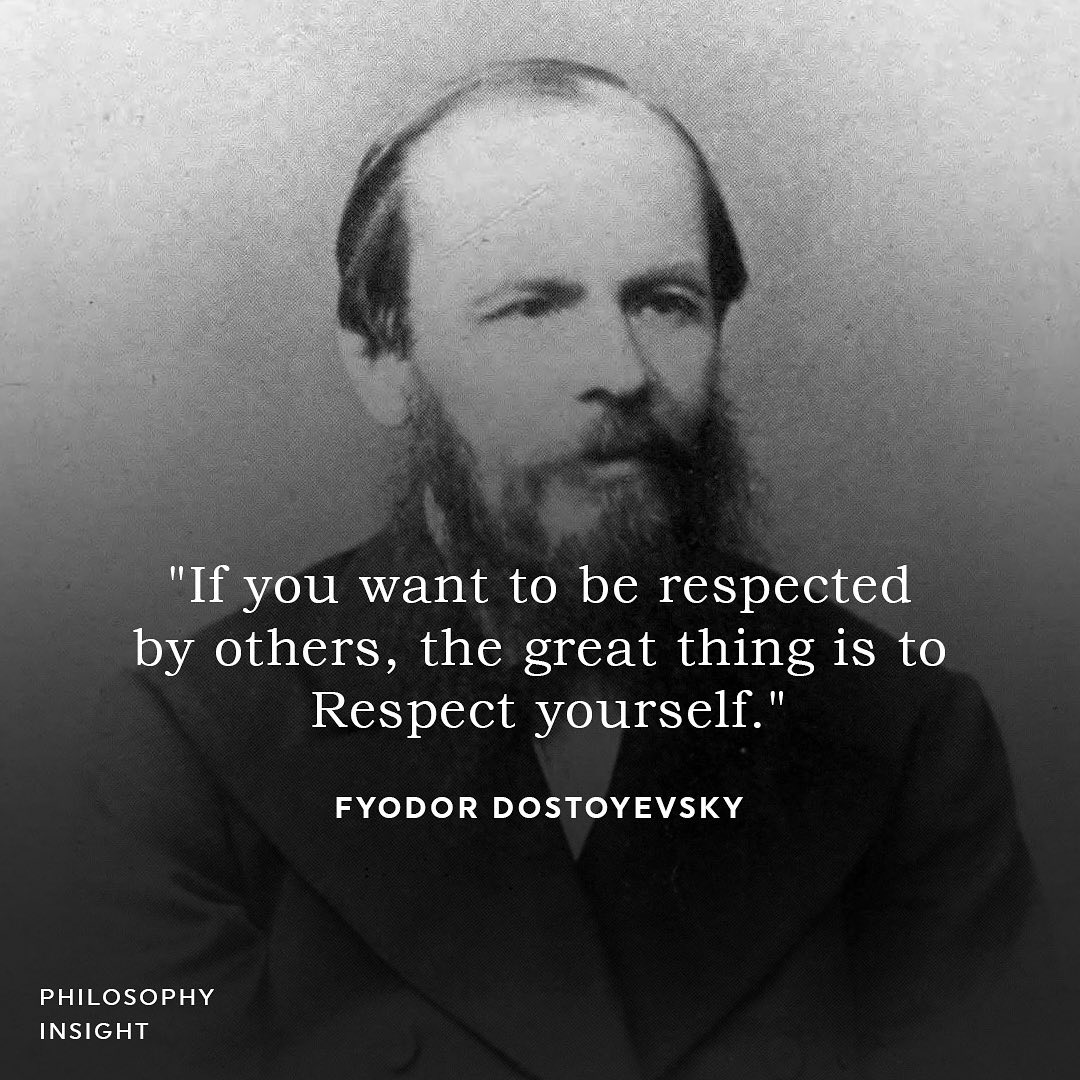 "If you want to be respected
by others, the great thing is to
Respect yourself."
FYODOR DOSTOYEVSKY
PHILOSOPHY
INSIGHT